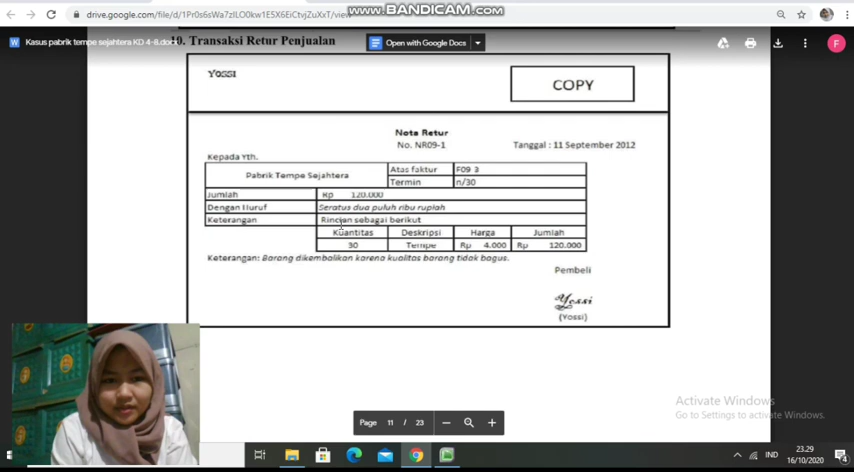 www.BANDICAM.com
drive.google.com/file/d/1Pr0s6sWa7zILO0kw1E5X6EiCtvjZuXxT/view
Kasus pabrik tempe sejahtera KD 4-8.docx
19. Transaksi Retur Penjualan
Open with Google Docs
F
Yossi
COPY
Nota Retur
No. NR09-1
Tanggal : 11 September 2012
Kepada Yth.
Pabrik Tempe Sejahtera
Atas faktur F09 3
Termin n/30
Jumlah Rp 120.000
Dengan Huruf Seratus dua puluh ribu rupiah
Keterangan Rincian sebagai berikut
Kuantitas Deskripsi Harga Jumlah
30 Tempe Rp 4.000 Rp 120.000
Keterangan: Barang dikembalikan karena kualitas barang tidak bagus.
Pembeli
Yossi
(Yossi)
Activate Windows
Go to Settings to activate Windows.
Page 11 / 23
IND
23.29
16/10/2020
4